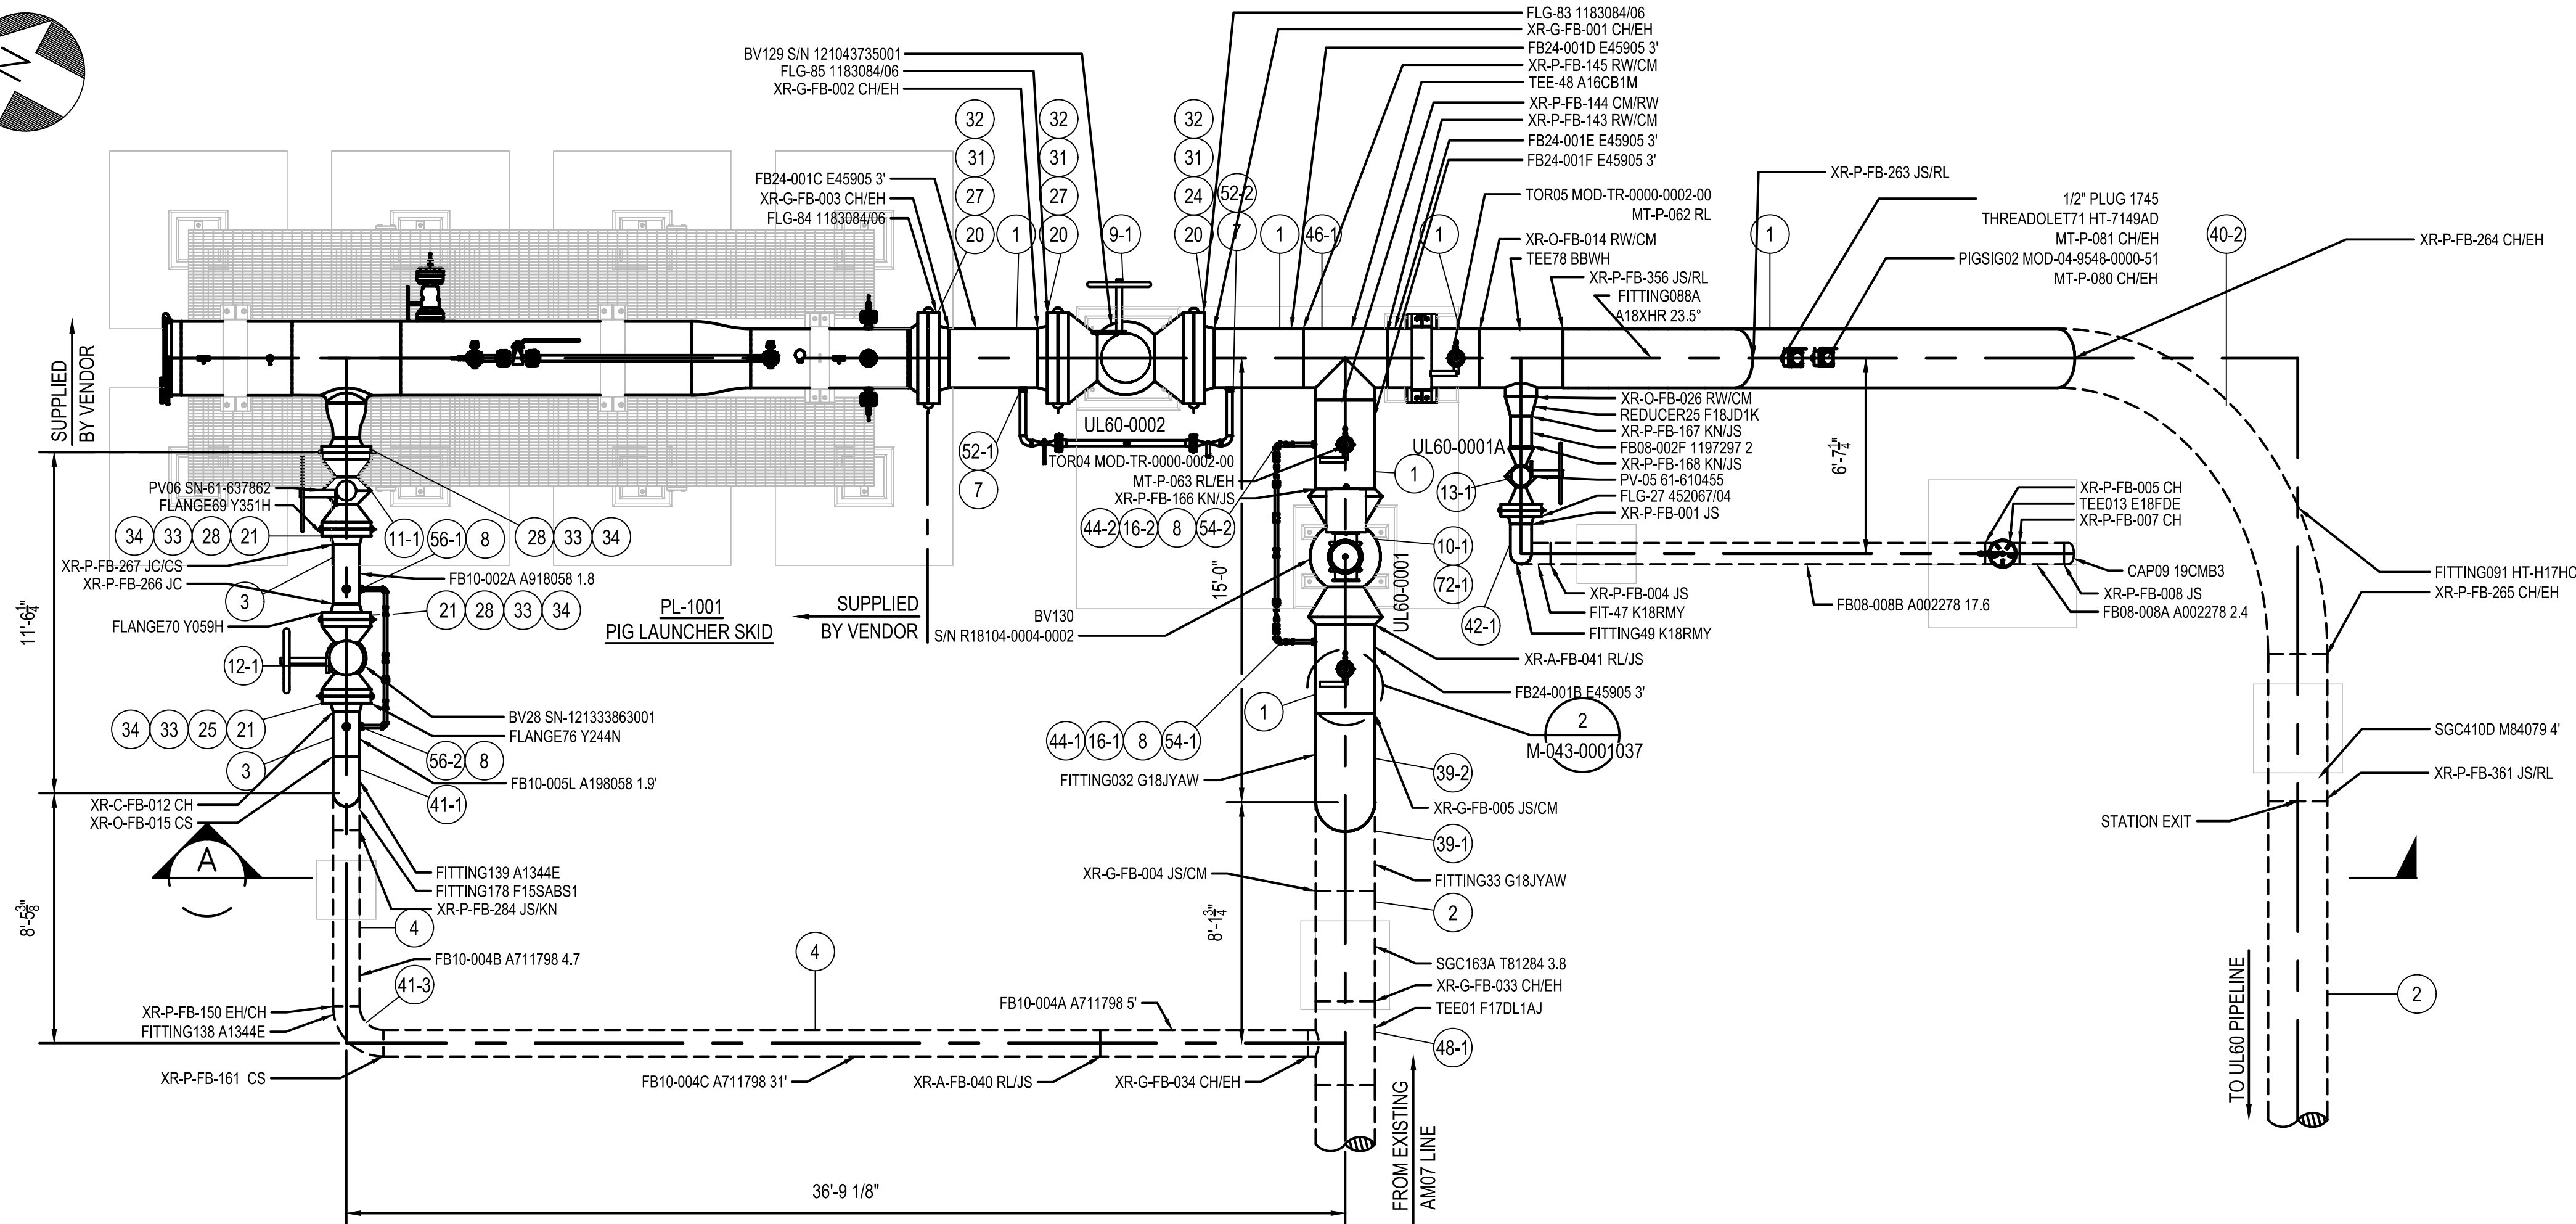 N
BV129 S/N 121043735001
FLG-85 1183084/06
XR-G-FB-002 CH/EH
FLG-83 1183084/06
XR-G-FB-001 CH/EH
FB24-001D E45905 3'
XR-P-FB-145 RW/CM
TEE-48 A16CB1M
XR-P-FB-144 CM/RW
XR-P-FB-143 RW/CM
FB24-001E E45905 3'
FB24-001F E45905 3'
FB24-001C E45905 3'
XR-G-FB-003 CH/EH
FLG-84 1183084/06
32
31
27
20
1
32
31
27
20
9-1
32
31
24
20
52-2
7
1
46-1
1
TOR05 MOD-TR-0000-0002-00
MT-P-062 RL
XR-O-FB-014 RW/CM
TEE78 BBWH
XR-P-FB-356 JS/RL
FITTING088A
A18XHR 23.5°
XR-P-FB-263 JS/RL
1
1/2" PLUG 1745
THREADOLET71 HT-7149AD
MT-P-081 CH/EH
PIGSIG02 MOD-04-9548-0000-51
MT-P-080 CH/EH
40-2
XR-P-FB-264 CH/EH
SUPPLIED
BY VENDOR
UL60-0002
52-1
7
TOR04 MOD-TR-0000-0002-00
MT-P-063 RL/EH
XR-P-FB-166 KN/JS
44-2
16-2
8
54-2
1
UL60-0001A
13-1
XR-O-FB-026 RW/CM
REDUCER25 F18JD1K
XR-P-FB-167 KN/JS
FB08-002F 1197297 2
XR-P-FB-168 KN/JS
PV-05 61-610455
FLG-27 452067/04
XR-P-FB-001 JS
6'-7 1/4"
XR-P-FB-005 CH
TEE013 E18FDE
XR-P-FB-007 CH
PV06 SN-61-637862
FLANGE69 Y351H
34
33
28
21
11-1
56-1
8
28
33
34
XR-P-FB-267 JC/CS
XR-P-FB-266 JC
3
FB10-002A A918058 1.8
21
28
33
34
FLANGE70 Y059H
12-1
11'-6 1/4"
PL-1001
PIG LAUNCHER SKID
SUPPLIED
BY VENDOR
15'-0"
BV130
S/N R18104-0004-0002
10-1
72-1
UL60-0001
42-1
XR-P-FB-004 JS
FIT-47 K18RMY
FITTING49 K18RMY
FB08-008B A002278 17.6
CAP09 19CMB3
XR-P-FB-008 JS
FB08-008A A002278 2.4
FITTING091 HT-H17HC
XR-P-FB-265 CH/EH
XR-A-FB-041 RL/JS
FB24-001B E45905 3'
1
2
M-043-0001037
44-1
16-1
8
54-1
FITTING032 G18JYAW
39-2
XR-G-FB-005 JS/CM
39-1
34
33
25
21
3
BV28 SN-121333863001
FLANGE76 Y244N
56-2
8
FB10-005L A198058 1.9'
41-1
XR-C-FB-012 CH
XR-O-FB-015 CS
A
FITTING139 A1344E
FITTING178 F15SABS1
XR-P-FB-284 JS/KN
4
8'-5 3/8"
FB10-004B A711798 4.7
41-3
XR-P-FB-150 EH/CH
FITTING138 A1344E
XR-P-FB-161 CS
4
FB10-004A A711798 5'
FB10-004C A711798 31'
XR-A-FB-040 RL/JS
XR-G-FB-034 CH/EH
XR-G-FB-004 JS/CM
8'-1 3/4"
FITTING33 G18JYAW
2
SGC163A T81284 3.8
XR-G-FB-033 CH/EH
TEE01 F17DL1AJ
48-1
SGC410D M84079 4'
XR-P-FB-361 JS/RL
STATION EXIT
2
TO UL60 PIPELINE
FROM EXISTING
AM07 LINE
36'-9 1/8"